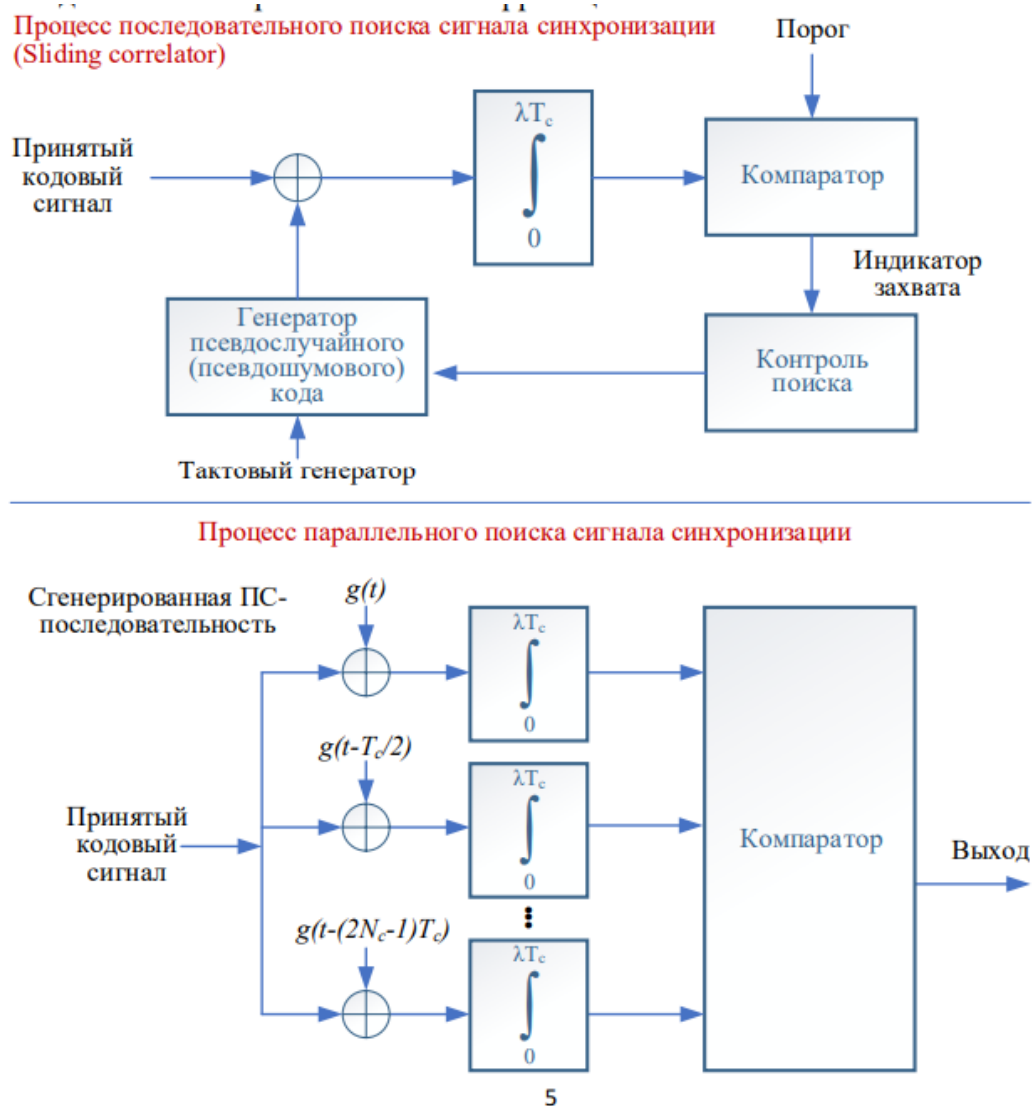 Процесс последовательного поиска сигнала синхронизации
(Sliding correlator)
Порог
Принятый
кодовый
сигнал
λTc
∫
0
Компаратор
Индикатор
захвата
Генератор
псевдослучайного
(псевдошумового)
кода
Контроль
поиска
Тактовый генератор
Процесс параллельного поиска сигнала синхронизации
Сгенерированная ПС-
последовательность
g(t)
λTc
∫
0
g(t-Tc/2)
λTc
∫
0
Принятый
кодовый
сигнал
Компаратор
Выход
g(t-(2Nc-1)Tc)
λTc
∫
0
5